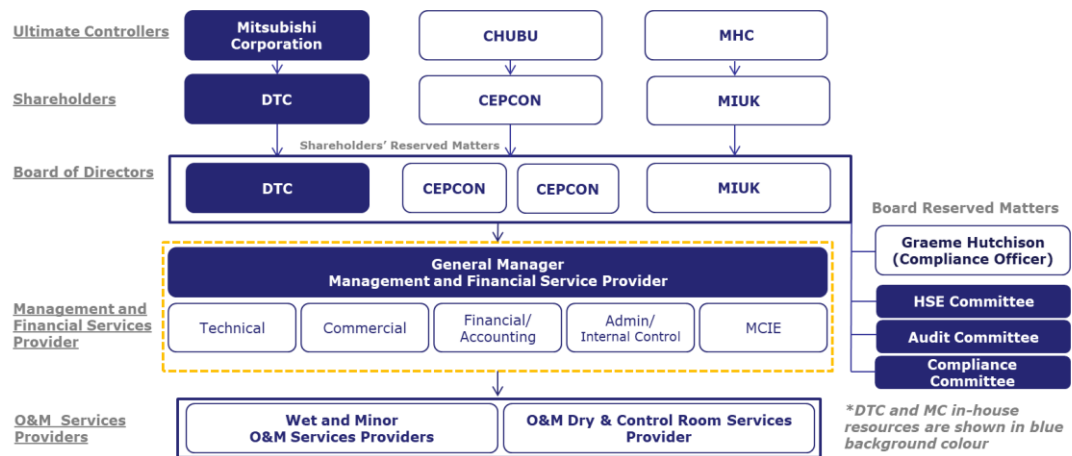 Ultimate Controllers
Mitsubishi
Corporation
CHUBU
MHC
Shareholders
DTC
CEPCON
MIUK
Shareholders' Reserved Matters
Board of Directors
DTC
CEPCON
CEPCON
MIUK
Board Reserved Matters
Graeme Hutchison
(Compliance Officer)
HSE Committee
Audit Committee
Compliance
Committee
Management and
Financial Services
Provider
General Manager
Management and Financial Service Provider
Technical
Commercial
Financial/
Accounting
Admin/
Internal Control
MCIE
O&M Services
Providers
Wet and Minor
O&M Services Providers
O&M Dry & Control Room Services
Provider
*DTC and MC in-house
resources are shown in blue
background colour